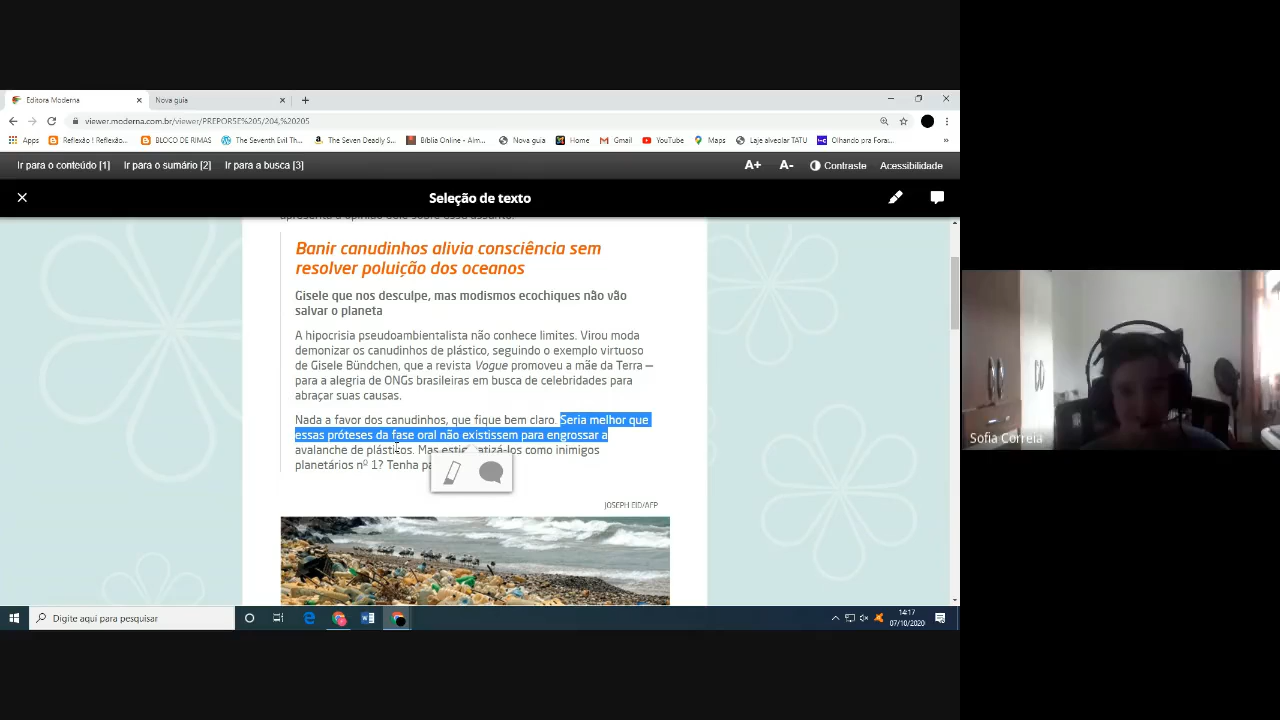 Editora Moderna
Nova guia
viewer.moderna.com.br/viewer/PREPORSE%205/204,%20205
Apps
Reflexão ! Reflexão...
BLOCO DE RIMAS
The Seventh Evil Th...
The Seven Deadly S...
Bíblia Online - Alm...
Nova guia
Home
Gmail
YouTube
Maps
Laje alveolar TATU
Olhando pra Fora:...
»
Ir para o conteúdo [1]
Ir para o sumário [2]
Ir para a busca [3]
A+
A-
Contraste
Acessibilidade
Seleção de texto
Banir canudinhos alivia consciência sem
resolver poluição dos oceanos
Gisele que nos desculpe, mas modismos ecochiques não vão
salvar o planeta
A hipocrisia pseudoambientalista não conhece limites. Virou moda
demonizar os canudinhos de plástico, seguindo o exemplo virtuoso
de Gisele Bündchen, que a revista Vogue promoveu a mãe da Terra —
para a alegria de ONGs brasileiras em busca de celebridades para
abraçar suas causas.
Nada a favor dos canudinhos, que fique bem claro. Seria melhor que
essas próteses da fase oral não existissem para engrossar a
avalanche de plásticos. Mas estigmatizá-los como inimigos
planetários nº 1? Tenha
JOSEPH EID/AFP
Sofia Correia
Digite aqui para pesquisar
14:17
07/10/2020